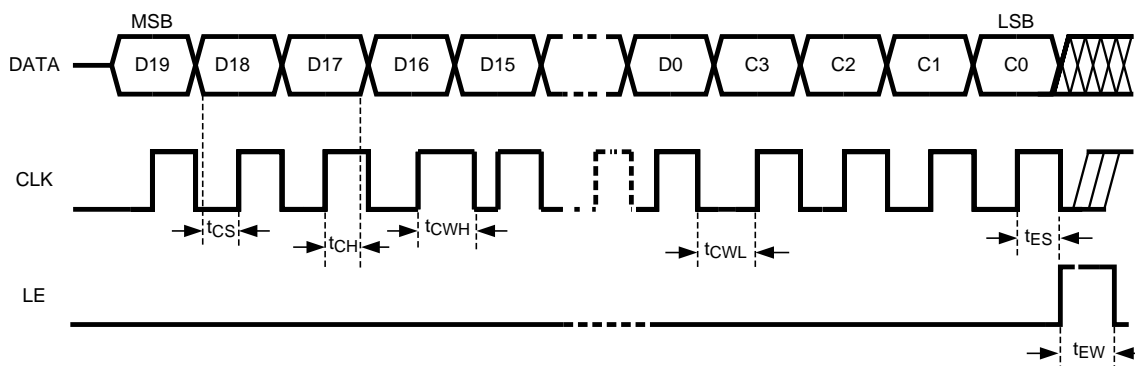 MSB LSB
DATA D19 D18 D17 D16 D15 D0 C3 C2 C1 C0
CLK
tCS tCH tCWH tCWL tES
LE
tEW